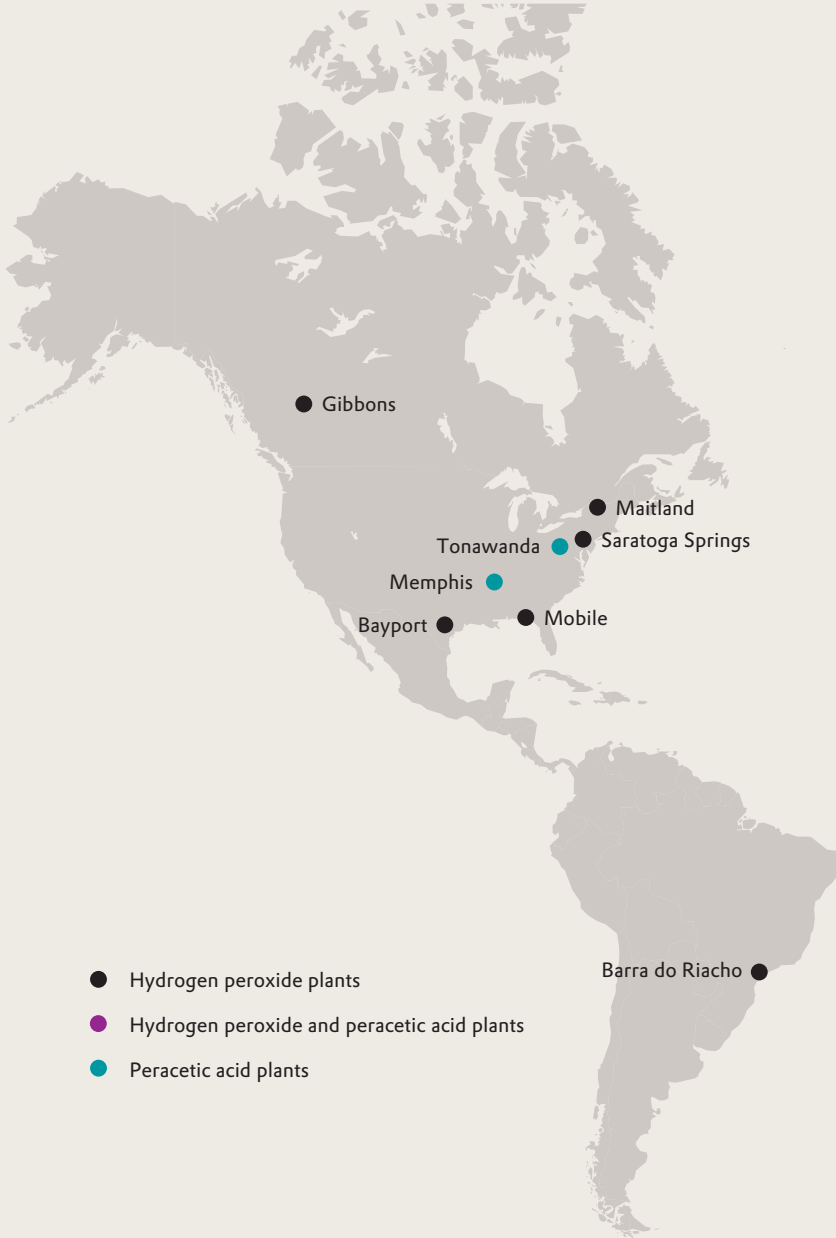 Gibbons
Maitland
Saratoga Springs
Tonawanda
Memphis
Mobile
Bayport
Barra do Riacho
Hydrogen peroxide plants
Hydrogen peroxide and peracetic acid plants
Peracetic acid plants